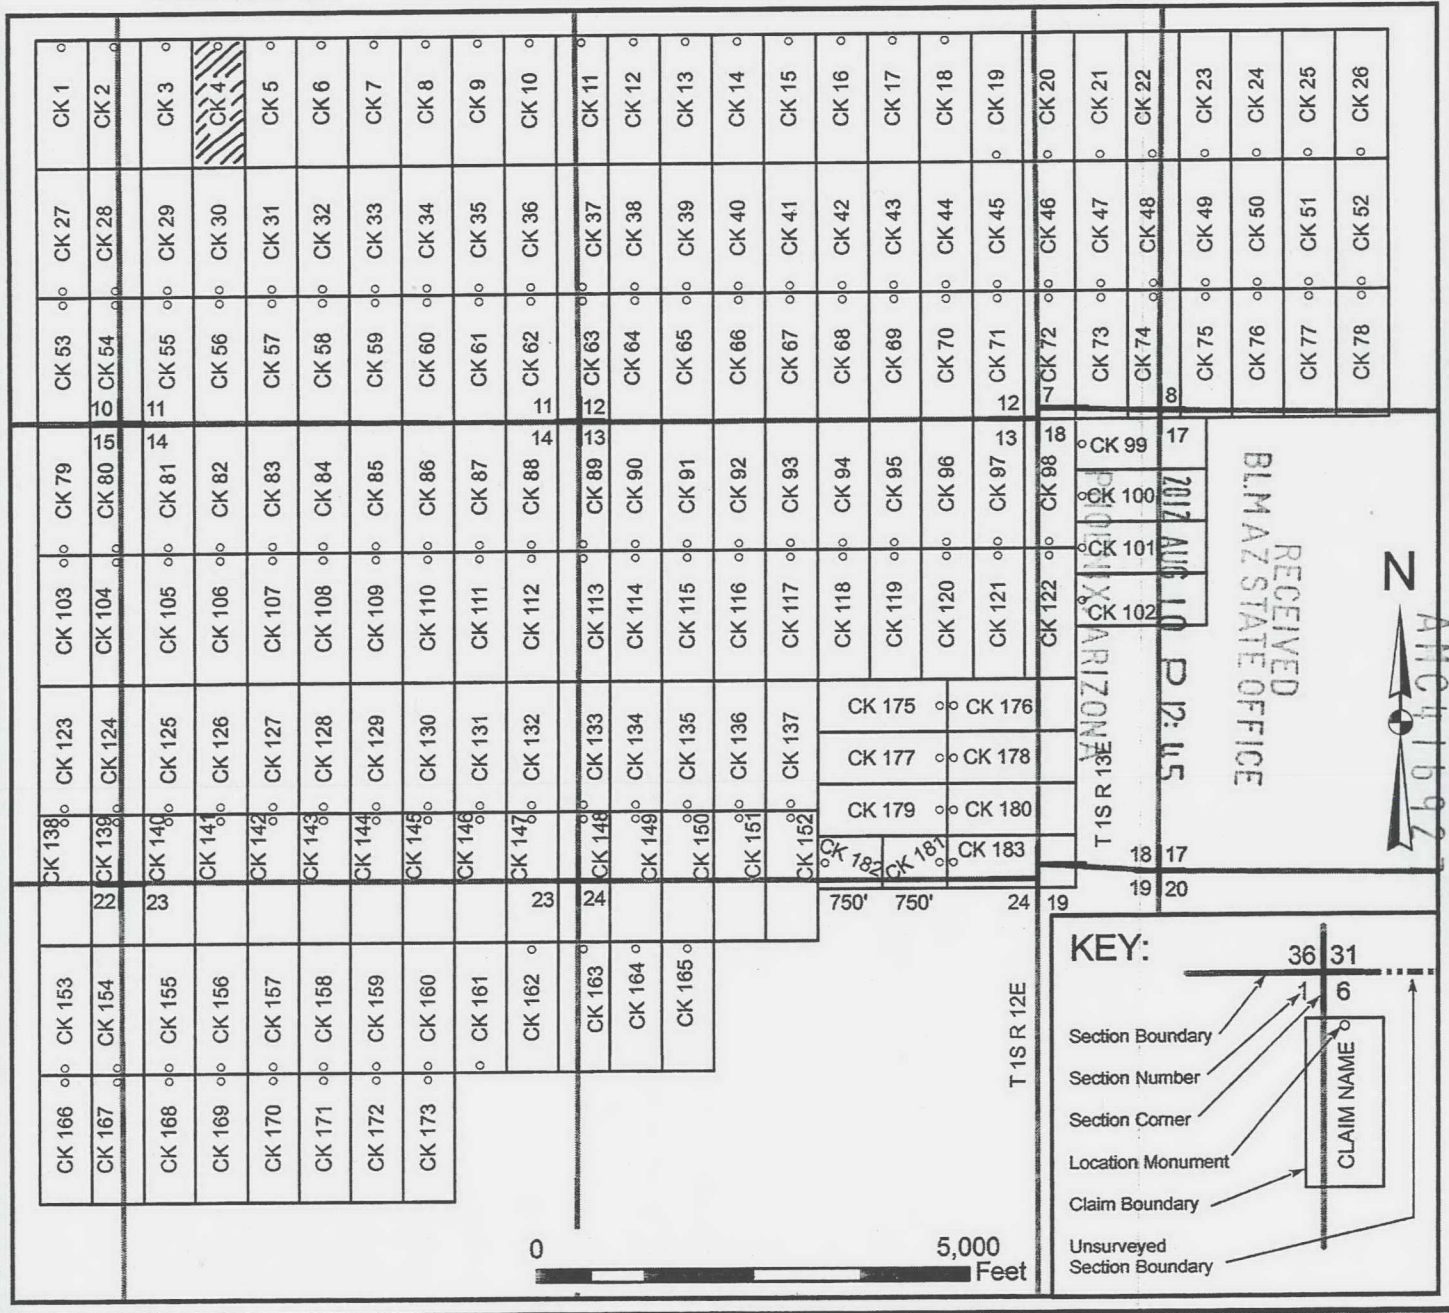 CK 1 CK 2 CK 3 CK 4 CK 5 CK 6 CK 7 CK 8 CK 9 CK 10 CK 11 CK 12 CK 13 CK 14 CK 15 CK 16 CK 17 CK 18 CK 19 CK 20 CK 21 CK 22 CK 23 CK 24 CK 25 CK 26
CK 27 CK 28 CK 29 CK 30 CK 31 CK 32 CK 33 CK 34 CK 35 CK 36 CK 37 CK 38 CK 39 CK 40 CK 41 CK 42 CK 43 CK 44 CK 45 CK 46 CK 47 CK 48 CK 49 CK 50 CK 51 CK 52
CK 53 CK 54 CK 55 CK 56 CK 57 CK 58 CK 59 CK 60 CK 61 CK 62 CK 63 CK 64 CK 65 CK 66 CK 67 CK 68 CK 69 CK 70 CK 71 CK 72 CK 73 CK 74 CK 75 CK 76 CK 77 CK 78
10 11 11 12 12 7 8
15 14 14 13 13 18 17
CK 79 CK 80 CK 81 CK 82 CK 83 CK 84 CK 85 CK 86 CK 87 CK 88 CK 89 CK 90 CK 91 CK 92 CK 93 CK 94 CK 95 CK 96 CK 97 CK 98
CK 99
CK 100
CK 101
CK 102
CK 103 CK 104 CK 105 CK 106 CK 107 CK 108 CK 109 CK 110 CK 111 CK 112 CK 113 CK 114 CK 115 CK 116 CK 117 CK 118 CK 119 CK 120 CK 121 CK 122
CK 123 CK 124 CK 125 CK 126 CK 127 CK 128 CK 129 CK 130 CK 131 CK 132 CK 133 CK 134 CK 135 CK 136 CK 137
CK 175 CK 176
CK 177 CK 178
CK 179 CK 180
CK 182 CK 181 CK 183
CK 138 CK 139 CK 140 CK 141 CK 142 CK 143 CK 144 CK 145 CK 146 CK 147 CK 148 CK 149 CK 150 CK 151 CK 152
18 17
22 23 23 24 750' 750' 24 19 19 20
CK 153 CK 154 CK 155 CK 156 CK 157 CK 158 CK 159 CK 160 CK 161 CK 162 CK 163 CK 164 CK 165
CK 166 CK 167 CK 168 CK 169 CK 170 CK 171 CK 172 CK 173
T 1S R 12E
T 1S R 13E
PHOENIX, ARIZONA
2012 AUG 10 P 12:45
BLM AZ STATE OFFICE
RECEIVED
N
KEY:
36 31
1 6
Section Boundary
Section Number
Section Corner
Location Monument
Claim Boundary
Unsurveyed
Section Boundary
CLAIM NAME
0 5,000
Feet